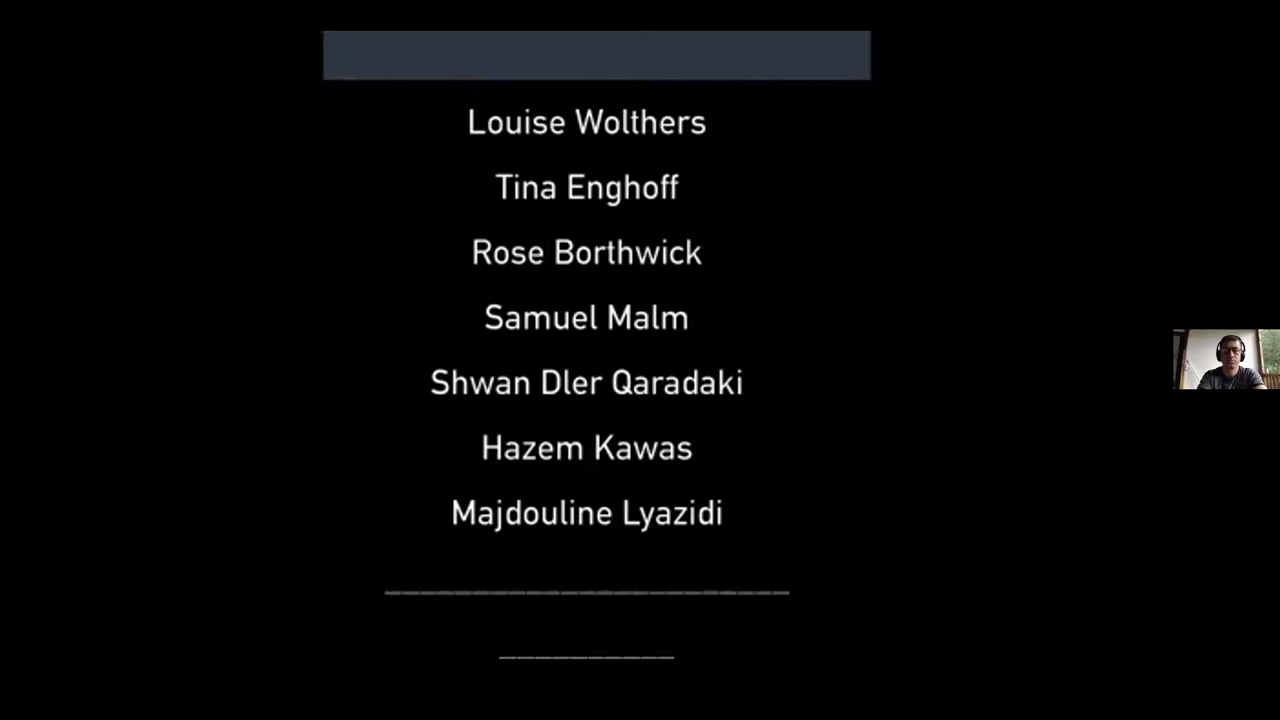 Louise Wolthers
Tina Enghoff
Rose Borthwick
Samuel Malm
Shwan Dler Qaradaki
Hazem Kawas
Majdouline Lyazidi